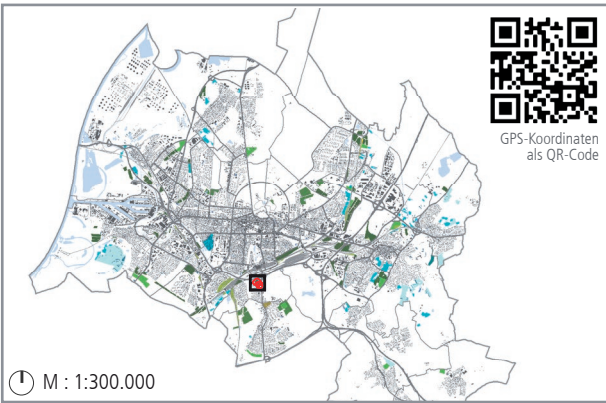 GPS-Koordinaten
als QR-Code
M : 1:300.000